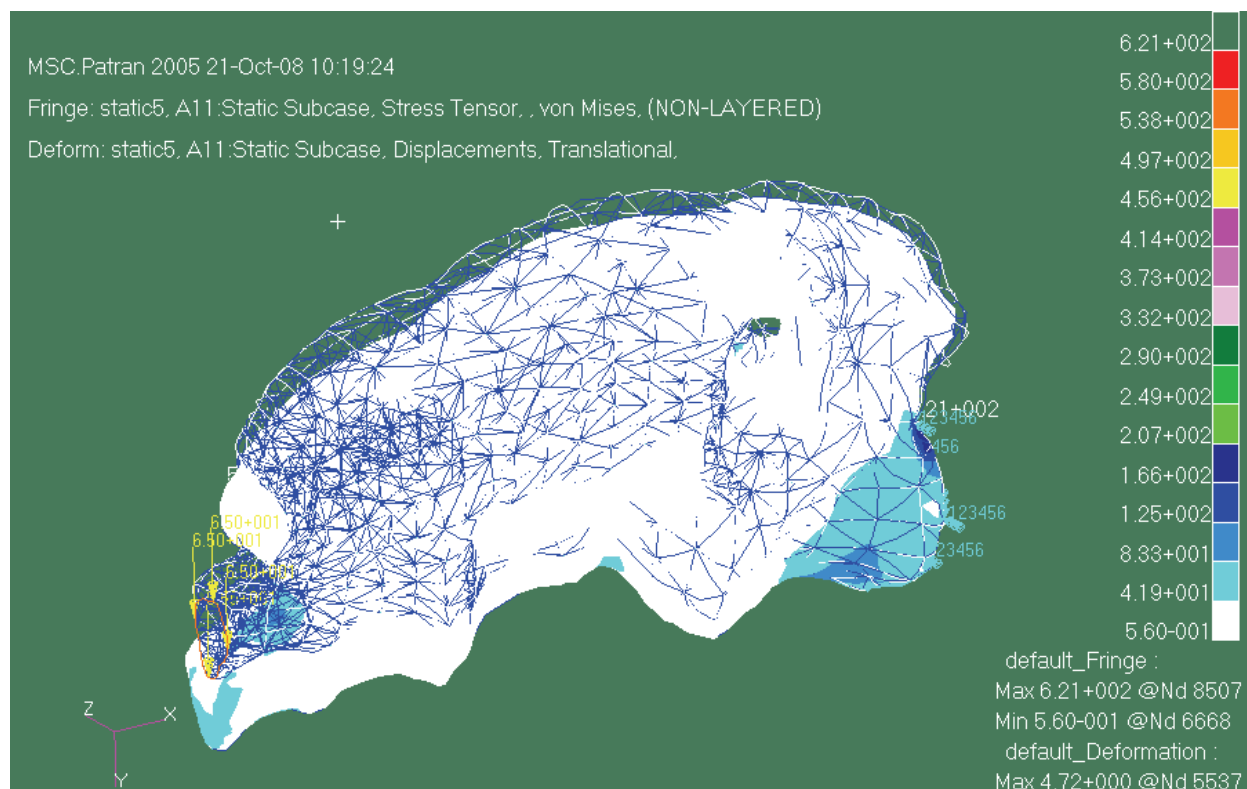 MSC.Patran 2005 21-Oct-08 10:19:24
Fringe: static5, A11:Static Subcase, Stress Tensor, , von Mises, (NON-LAYERED)
Deform: static5, A11:Static Subcase, Displacements, Translational,
6.21+002
5.80+002
5.38+002
4.97+002
4.56+002
4.14+002
3.73+002
3.32+002
2.90+002
2.49+002
2.07+002
1.66+002
1.25+002
8.33+001
4.19+001
5.60-001
21+002
123456
456
123456
23456
6.50+001
6.50+001
6.50+001
Z
X
Y
default_Fringe :
Max 6.21+002 @Nd 8507
Min 5.60-001 @Nd 6668
default_Deformation :
Max 4.72+000 @Nd 5537